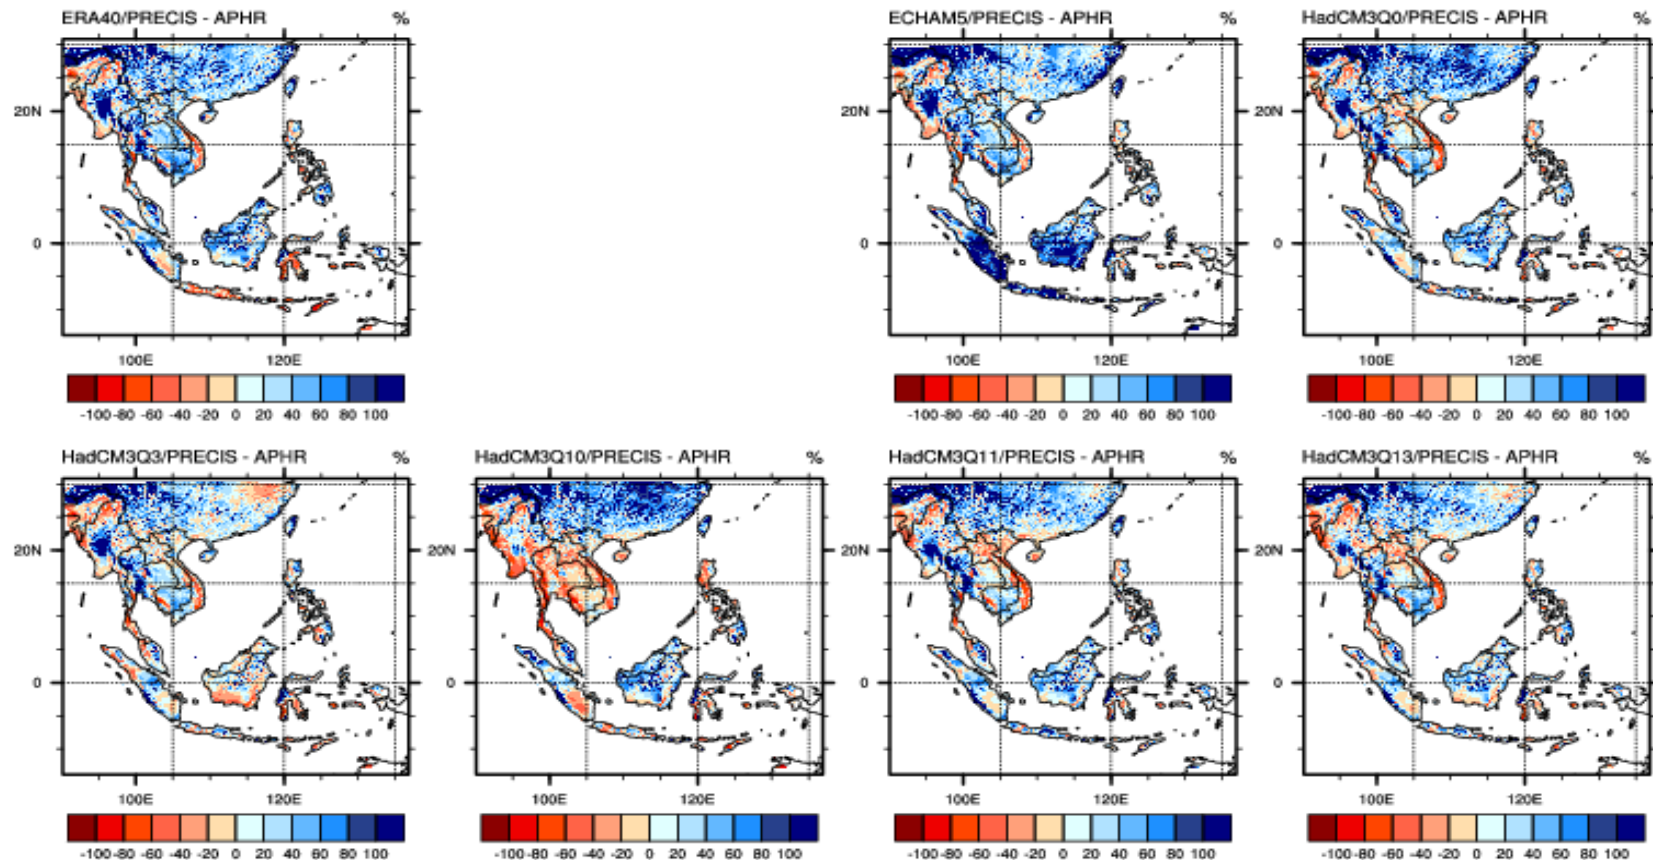 ERA40/PRECIS - APHR %
ECHAM5/PRECIS - APHR %
HadCM3Q0/PRECIS - APHR %
20N
0
100E 120E
20N
0
100E 120E
20N
0
100E 120E
-100 -80 -60 -40 -20 0 20 40 60 80 100
-100 -80 -60 -40 -20 0 20 40 60 80 100
-100 -80 -60 -40 -20 0 20 40 60 80 100
HadCM3Q3/PRECIS - APHR %
HadCM3Q10/PRECIS - APHR %
HadCM3Q11/PRECIS - APHR %
HadCM3Q13/PRECIS - APHR %
20N
0
100E 120E
20N
0
100E 120E
20N
0
100E 120E
20N
0
100E 120E
-100 -80 -60 -40 -20 0 20 40 60 80 100
-100 -80 -60 -40 -20 0 20 40 60 80 100
-100 -80 -60 -40 -20 0 20 40 60 80 100
-100 -80 -60 -40 -20 0 20 40 60 80 100